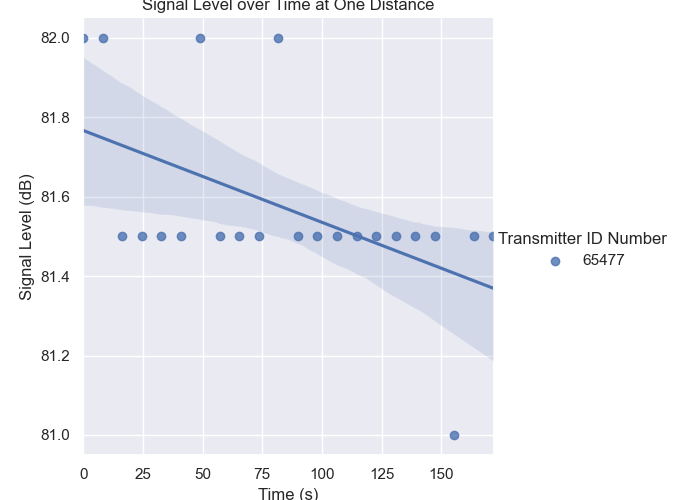 Signal Level over Time at One Distance
82.0
81.8
81.6
81.4
81.2
81.0
Signal Level (dB)
0 25 50 75 100 125 150
Time (s)
Transmitter ID Number
65477